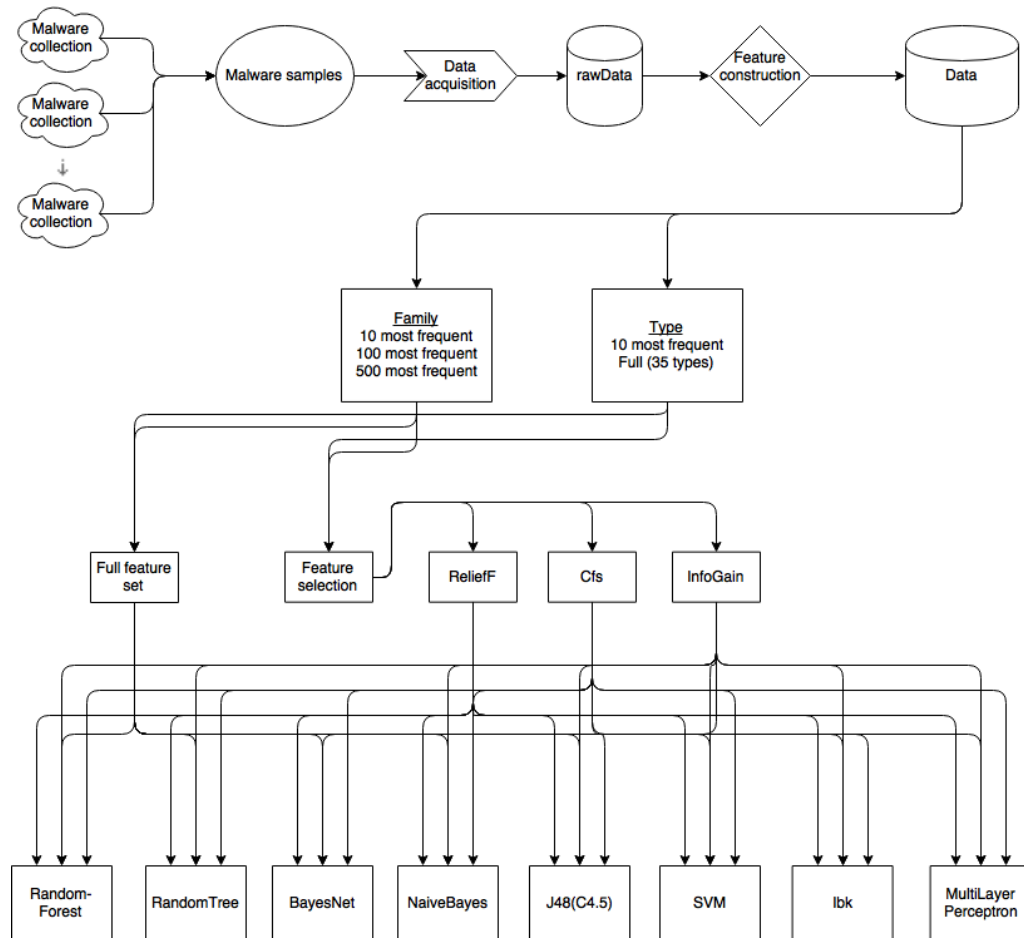 Malware
collection
Malware
collection
Malware
collection
Malware samples
Data
acquisition
rawData
Feature
construction
Data
Family
10 most frequent
100 most frequent
500 most frequent
Type
10 most frequent
Full (35 types)
Full feature
set
Feature
selection
ReliefF
Cfs
InfoGain
Random-
Forest
RandomTree
BayesNet
NaiveBayes
J48(C4.5)
SVM
Ibk
MultiLayer
Perceptron